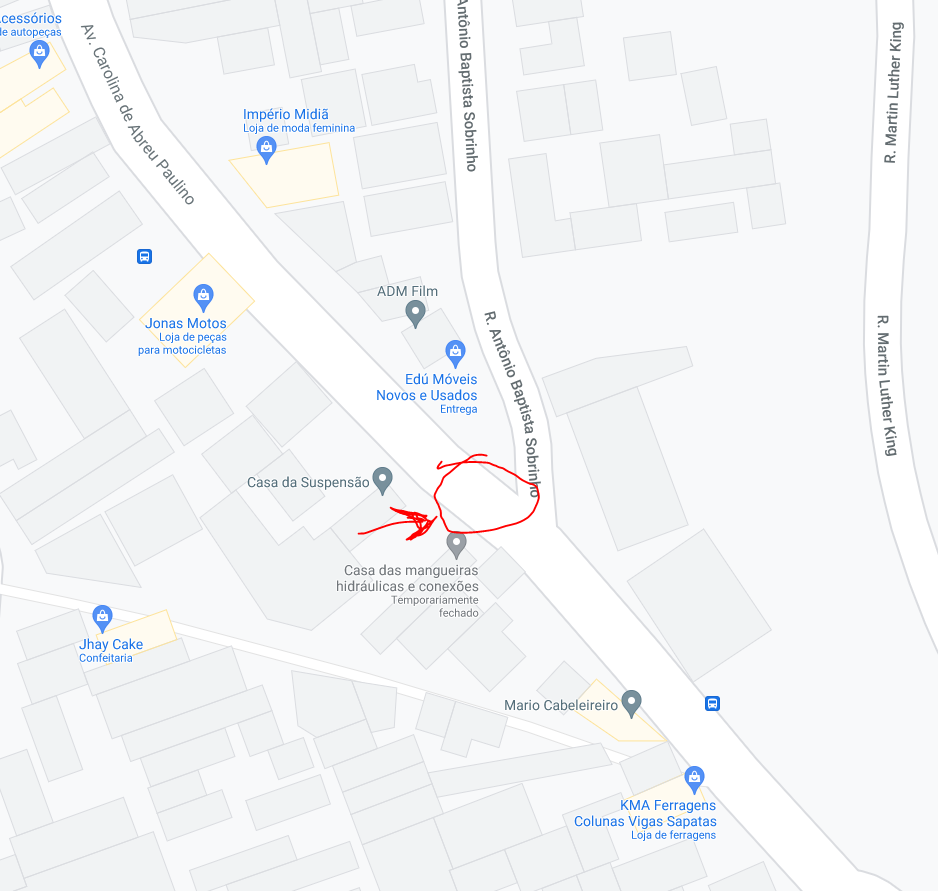 cessórios
de autopeças
Av. Carolina de Abreu Paulino
Antônio Baptista Sobrinho
R. Martin Luther King
Império Midiã
Loja de moda feminina
ADM Film
Jonas Motos
Loja de peças
para motocicletas
R. Antônio Baptista Sobrinho
R. Martin Luther King
Edú Móveis
Novos e Usados
Entrega
Casa da Suspensão
Casa das mangueiras
hidráulicas e conexões
Temporariamente
fechado
Jhay Cake
Confeitaria
Mario Cabeleireiro
KMA Ferragens
Colunas Vigas Sapatas
Loja de ferragens